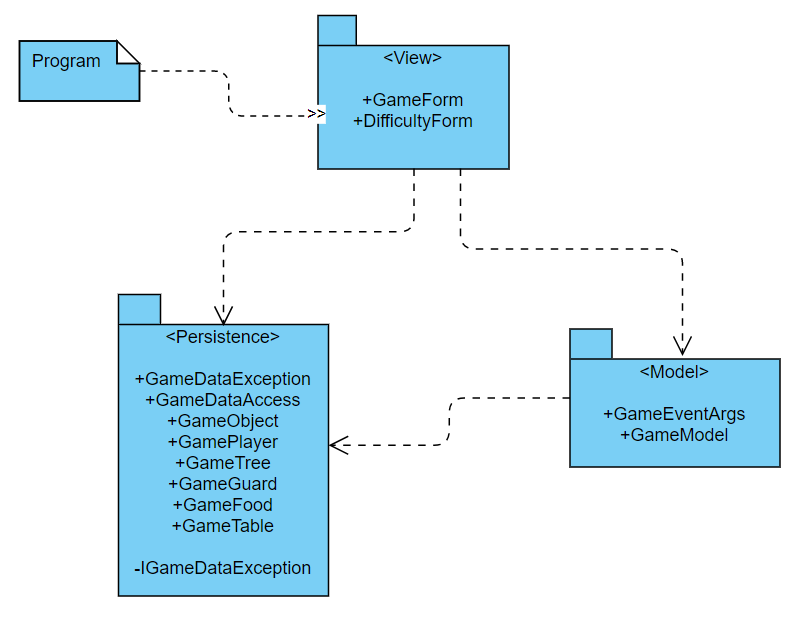 Program
<View>
+GameForm
+DifficultyForm
<Persistence>
+GameDataException
+GameDataAccess
+GameObject
+GamePlayer
+GameTree
+GameGuard
+GameFood
+GameTable
-IGameDataException
<Model>
+GameEventArgs
+GameModel